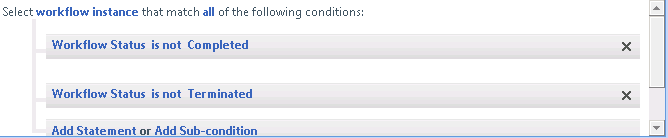 Select workflow instance that match all of the following conditions:
Workflow Status is not Completed
Workflow Status is not Terminated
Add Statement or Add Sub-condition